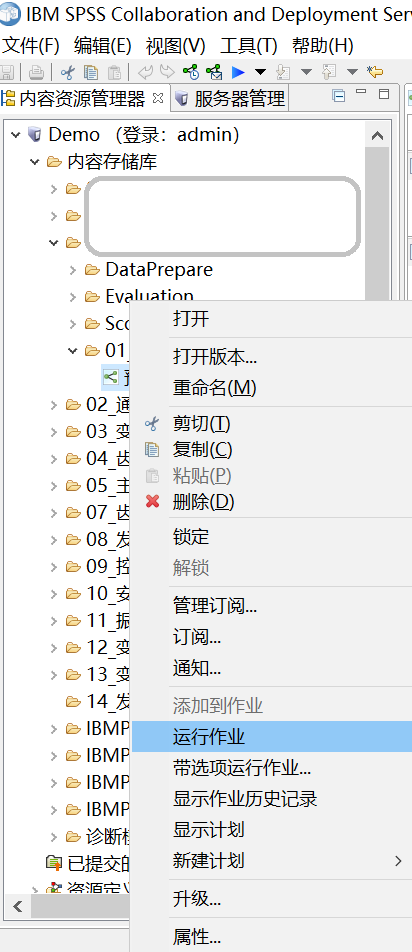 IBM SPSS Collaboration and Deployment Serv
文件(F) 编辑(E) 视图(V) 工具(T) 帮助(H)
内容资源管理器 服务器管理
Demo （登录：admin）
内容存储库
DataPrepare
Evaluation
Sco
01_
打开
打开版本...
重命名(M)
02_通
剪切(T)
03_变
复制(C)
04_齿
粘贴(P)
05_主
删除(D)
07_齿
08_发
锁定
09_控
解锁
10_安
管理订阅...
11_振
订阅...
12_变
通知...
13_变
14_发
添加到作业
IBMP
运行作业
IBMP
带选项运行作业...
IBMP
显示作业历史记录
IBMP
显示计划
诊断模
新建计划
已提交的
资源定义
升级...
属性...